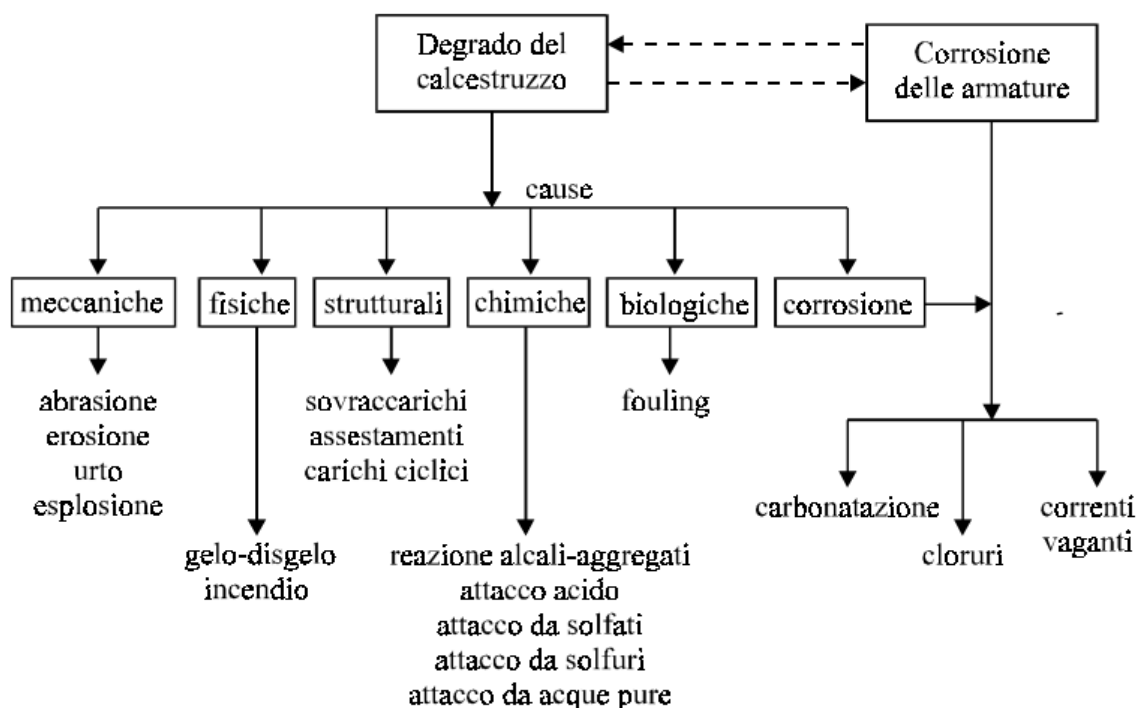 Degrado del
calcestruzzo
Corrosione
delle armature
cause
meccaniche
fisiche
strutturali
chimiche
biologiche
corrosione
abrasione
erosione
urto
esplosione
sovraccarichi
assestamenti
carichi ciclici
fouling
gelo-disgelo
incendio
reazione alcali-aggregati
attacco acido
attacco da solfati
attacco da solfuri
attacco da acque pure
carbonatazione
cloruri
correnti
vaganti